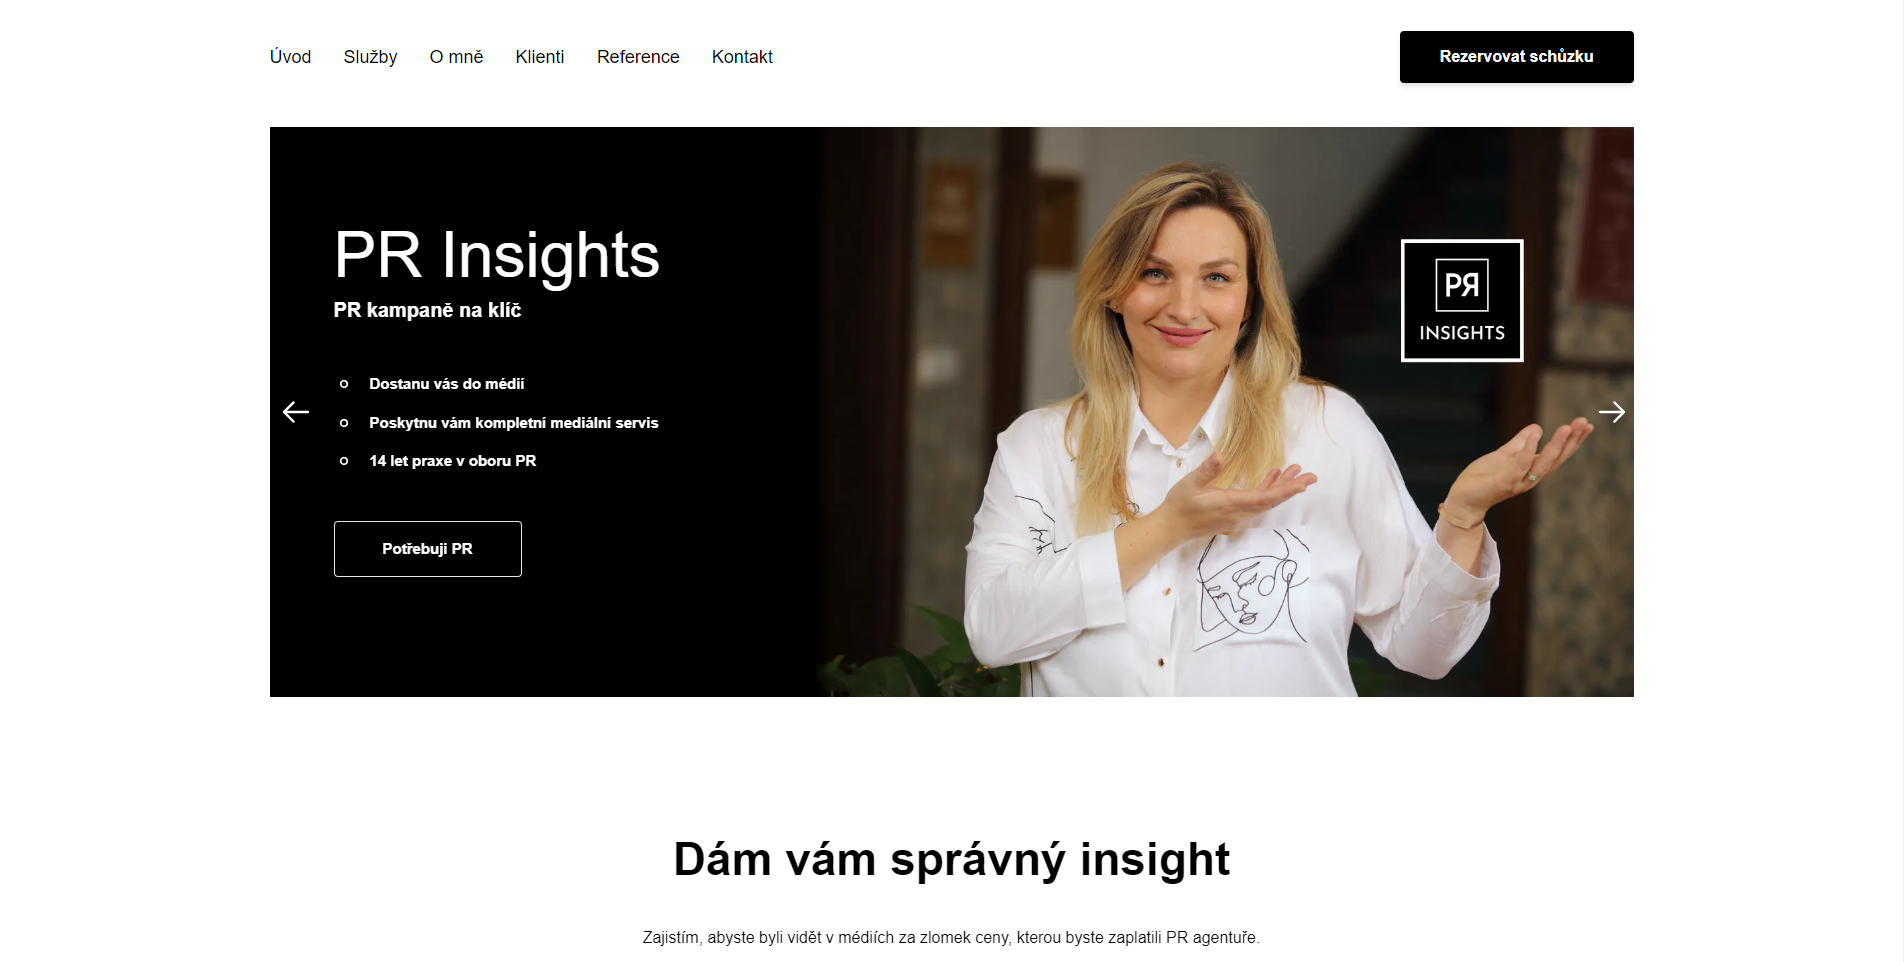 Úvod Služby O mně Klienti Reference Kontakt Rezervovat schůzku
PR Insights
PR kampaně na klíč
Dostanu vás do médií
Poskytnu vám kompletní mediální servis
14 let praxe v oboru PR
Potřebuji PR
PR
INSIGHTS
Dám vám správný insight
Zajistím, abyste byli vidět v médiích za zlomek ceny, kterou byste zaplatili PR agentuře.